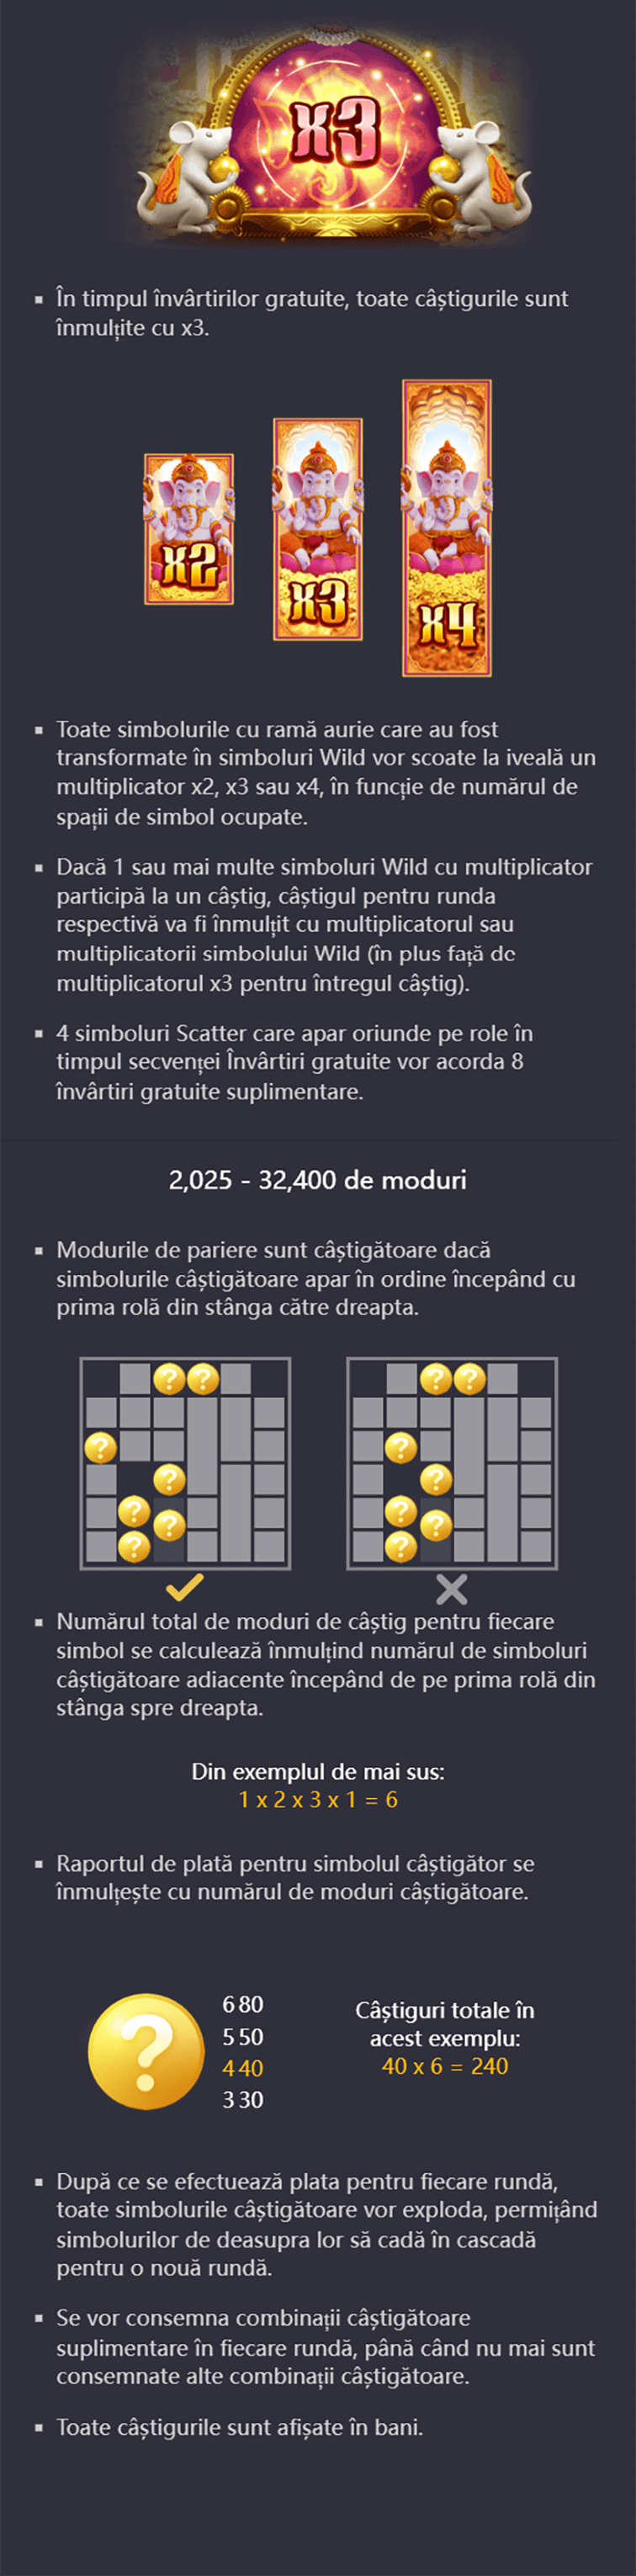 x3
În timpul învârtirilor gratuite, toate câștigurile sunt
înmulțite cu x3.
x2
x3
x4
Toate simbolurile cu ramă aurie care au fost
transformate în simboluri Wild vor scoate la iveală un
multiplicator x2, x3 sau x4, în funcție de numărul de
spații de simbol ocupate.
Dacă 1 sau mai multe simboluri Wild cu multiplicator
participă la un câștig, câștigul pentru runda
respectivă va fi înmulțit cu multiplicatorul sau
multiplicatorii simbolului Wild (în plus față de
multiplicatorul x3 pentru întregul câștig).
4 simboluri Scatter care apar oriunde pe role în
timpul secvenței Învârtiri gratuite vor acorda 8
învârtiri gratuite suplimentare.
2,025 - 32,400 de moduri
Modurile de pariere sunt câștigătoare dacă
simbolurile câștigătoare apar în ordine începând cu
prima rolă din stânga către dreapta.
? ? ? ?
? ?
? ? ?
? ? ? ?
? ?
Numărul total de moduri de câștig pentru fiecare
simbol se calculează înmulțind numărul de simboluri
câștigătoare adiacente începând de pe prima rolă din
stânga spre dreapta.
Din exemplul de mai sus:
1 x 2 x 3 x 1 = 6
Raportul de plată pentru simbolul câștigător se
înmulțește cu numărul de moduri câștigătoare.
?
6 80
5 50
4 40
3 30
Câștiguri totale în
acest exemplu:
40 x 6 = 240
După ce se efectuează plata pentru fiecare rundă,
toate simbolurile câștigătoare vor exploda, permițând
simbolurilor de deasupra lor să cadă în cascadă
pentru o nouă rundă.
Se vor consemna combinații câștigătoare
suplimentare în fiecare rundă, până când nu mai sunt
consemnate alte combinații câștigătoare.
Toate câștigurile sunt afișate în bani.